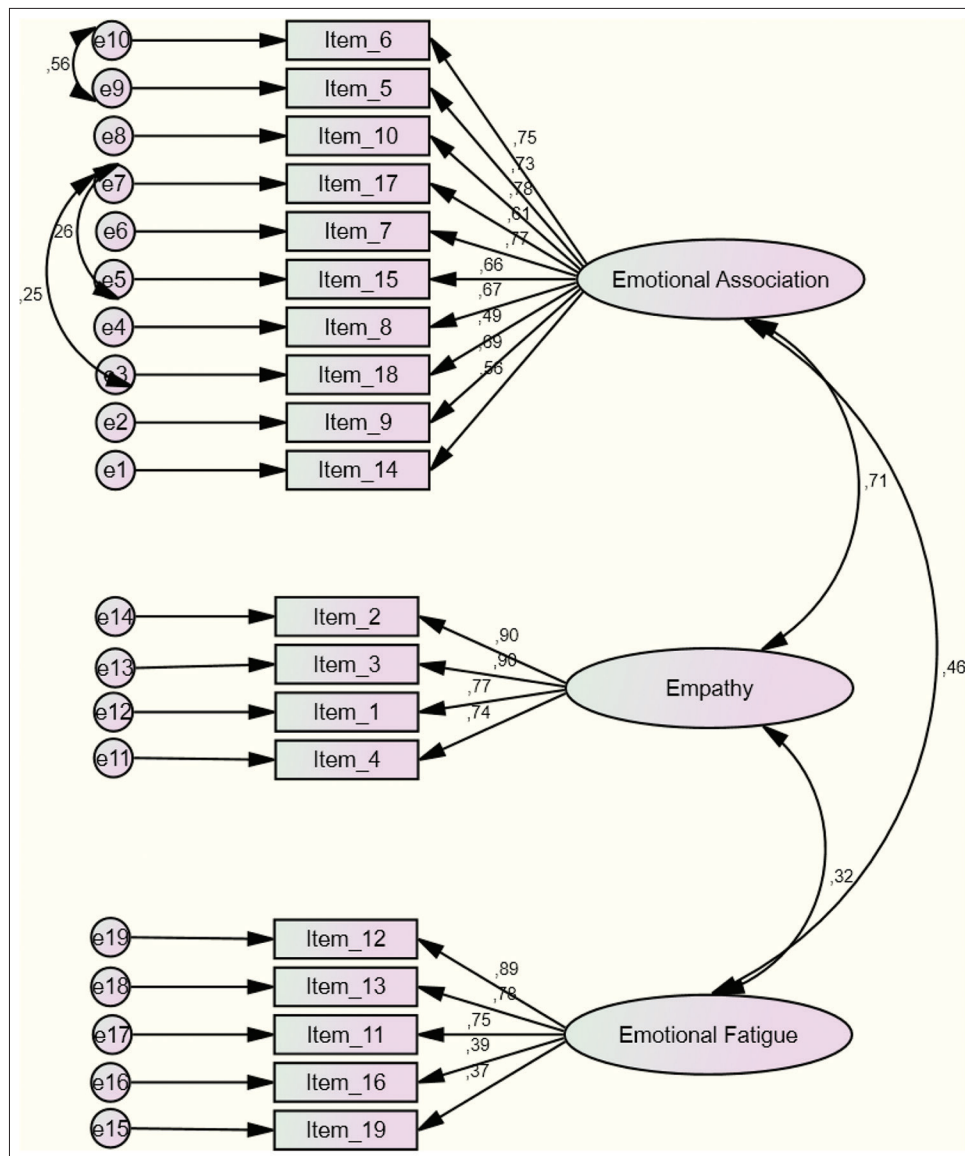 e10 Item_6
,56
e9 Item_5
e8 Item_10
,75
,73
e7 Item_17
,78
,61
e6 Item_7
26
,77
e5 Item_15
,66
Emotional Association
,25
,67
e4 Item_8
,49
e3 Item_18
,69
,56
e2 Item_9
e1 Item_14
,71
e14 Item_2
,90
e13 Item_3
,90
,46
e12 Item_1
,77
Empathy
,74
e11 Item_4
,32
e19 Item_12
,89
e18 Item_13
,78
e17 Item_11
,75
Emotional Fatigue
,39
e16 Item_16
,37
e15 Item_19